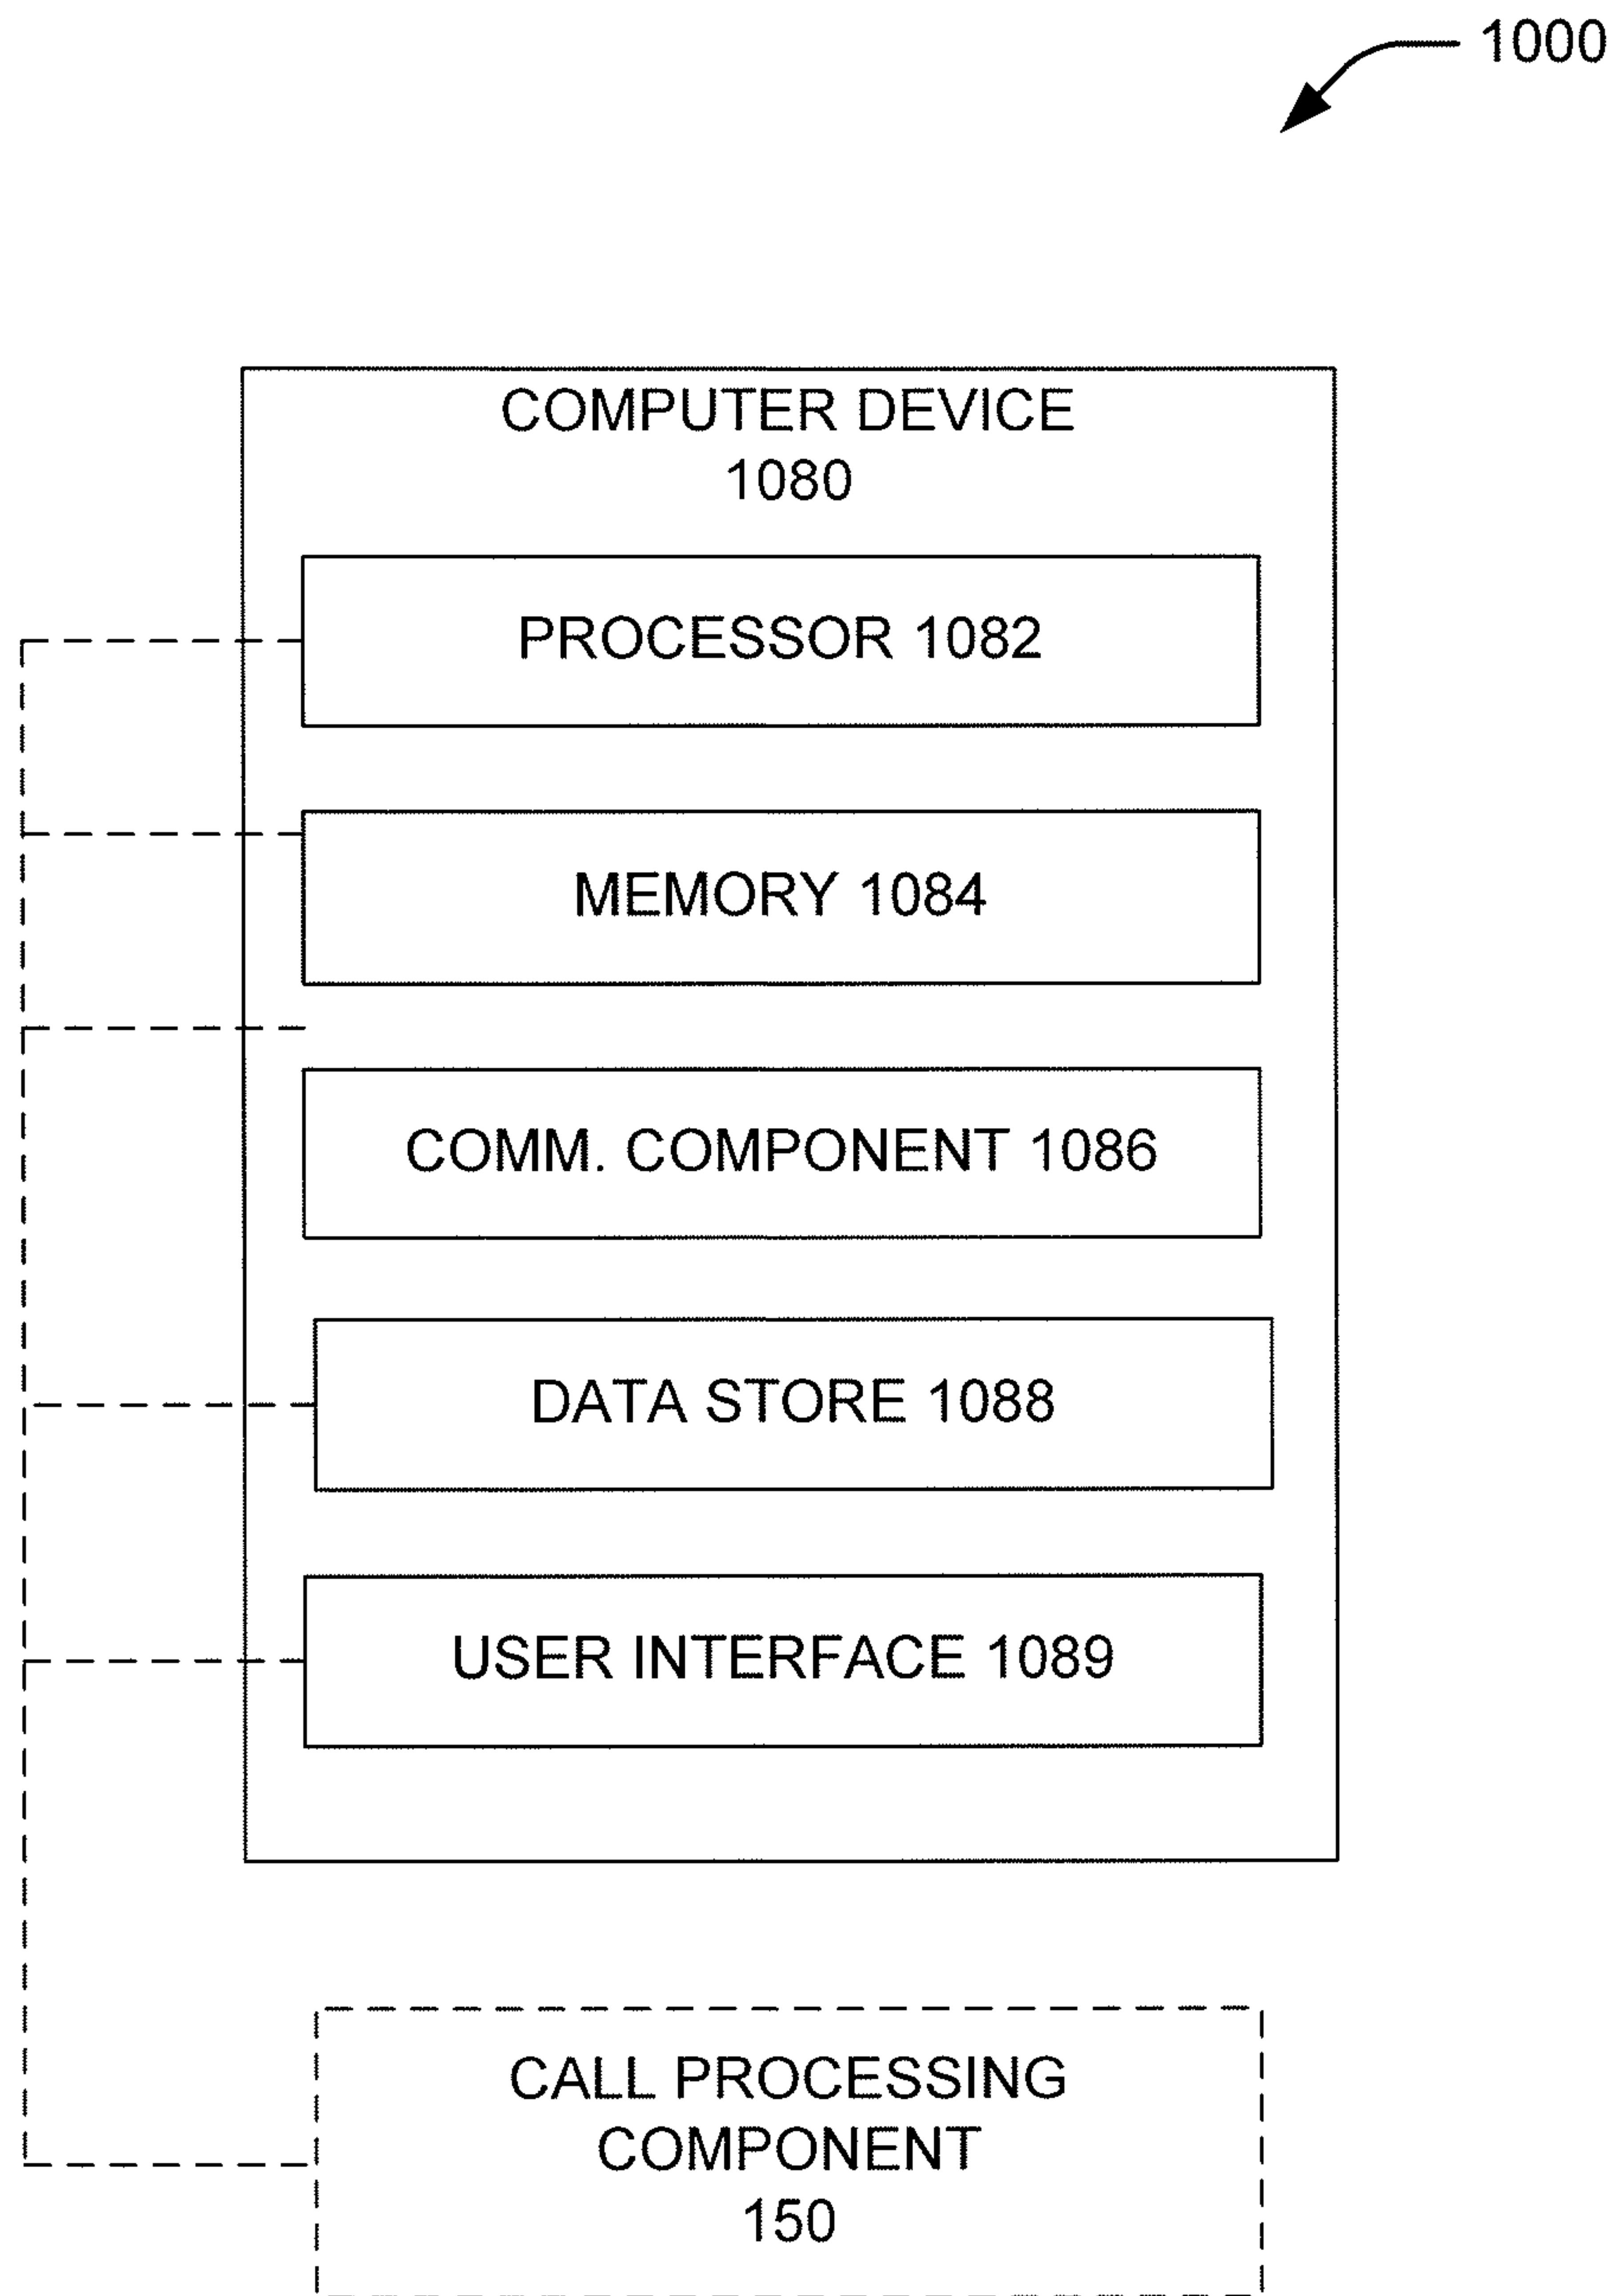 1000
COMPUTER DEVICE
1080
PROCESSOR 1082
MEMORY 1084
COMM. COMPONENT 1086
DATA STORE 1088
USER INTERFACE 1089
CALL PROCESSING
COMPONENT
150